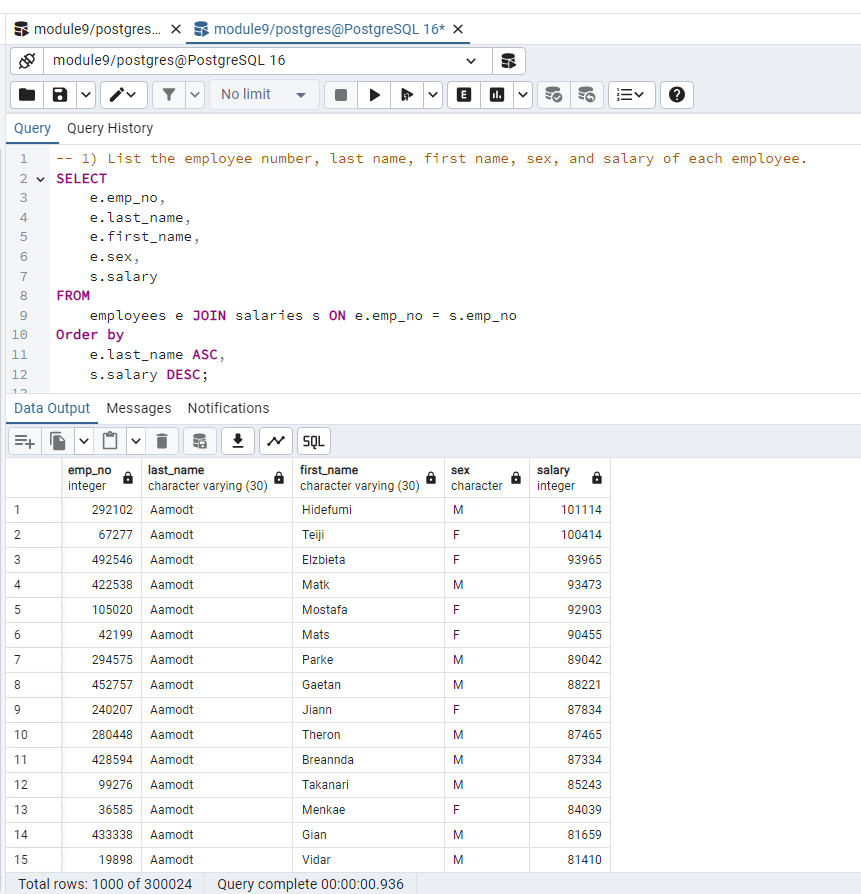 module9/postgres... module9/postgres@PostgreSQL 16*
module9/postgres@PostgreSQL 16
No limit
Query Query History
1 -- 1) List the employee number, last name, first name, sex, and salary of each employee.
2 SELECT
3 e.emp_no,
4 e.last_name,
5 e.first_name,
6 e.sex,
7 s.salary
8 FROM
9 employees e JOIN salaries s ON e.emp_no = s.emp_no
10 Order by
11 e.last_name ASC,
12 s.salary DESC;
13
Data Output Messages Notifications
SQL
emp_no last_name first_name sex salary
integer character varying (30) character varying (30) character integer
1 292102 Aamodt Hidefumi M 101114
2 67277 Aamodt Teiji F 100414
3 492546 Aamodt Elzbieta F 93965
4 422538 Aamodt Matk M 93473
5 105020 Aamodt Mostafa F 92903
6 42199 Aamodt Mats F 90455
7 294575 Aamodt Parke M 89042
8 452757 Aamodt Gaetan M 88221
9 240207 Aamodt Jiann F 87834
10 280448 Aamodt Theron M 87465
11 428594 Aamodt Breannda M 87334
12 99276 Aamodt Takanari M 85243
13 36585 Aamodt Menkae F 84039
14 433338 Aamodt Gian M 81659
15 19898 Aamodt Vidar M 81410
Total rows: 1000 of 300024 Query complete 00:00:00.936